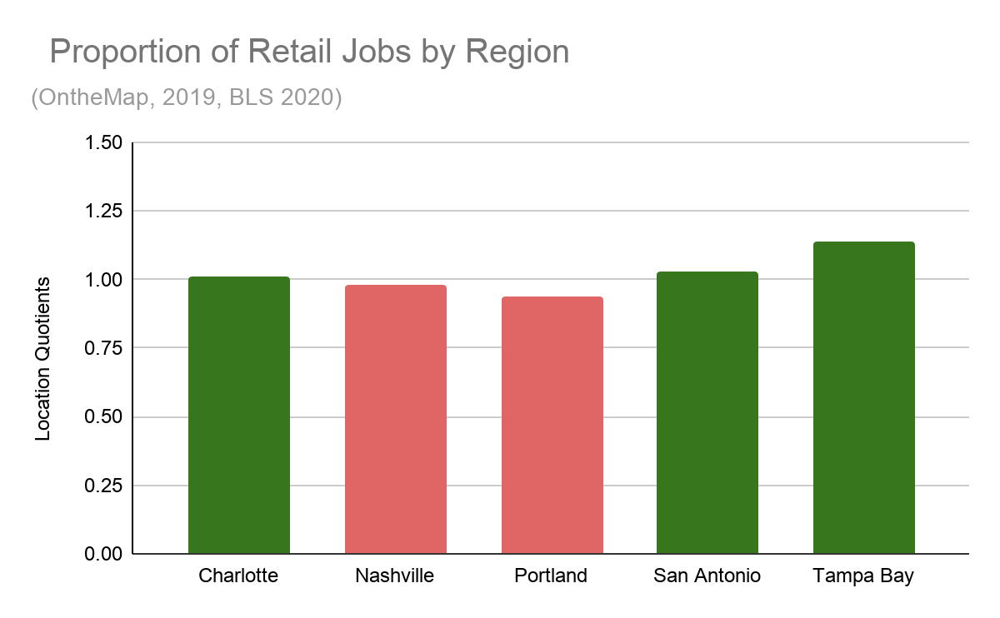 Proportion of Retail Jobs by Region
(OntheMap, 2019, BLS 2020)
Location Quotients
1.50
1.25
1.00
0.75
0.50
0.25
0.00
Charlotte
Nashville
Portland
San Antonio
Tampa Bay